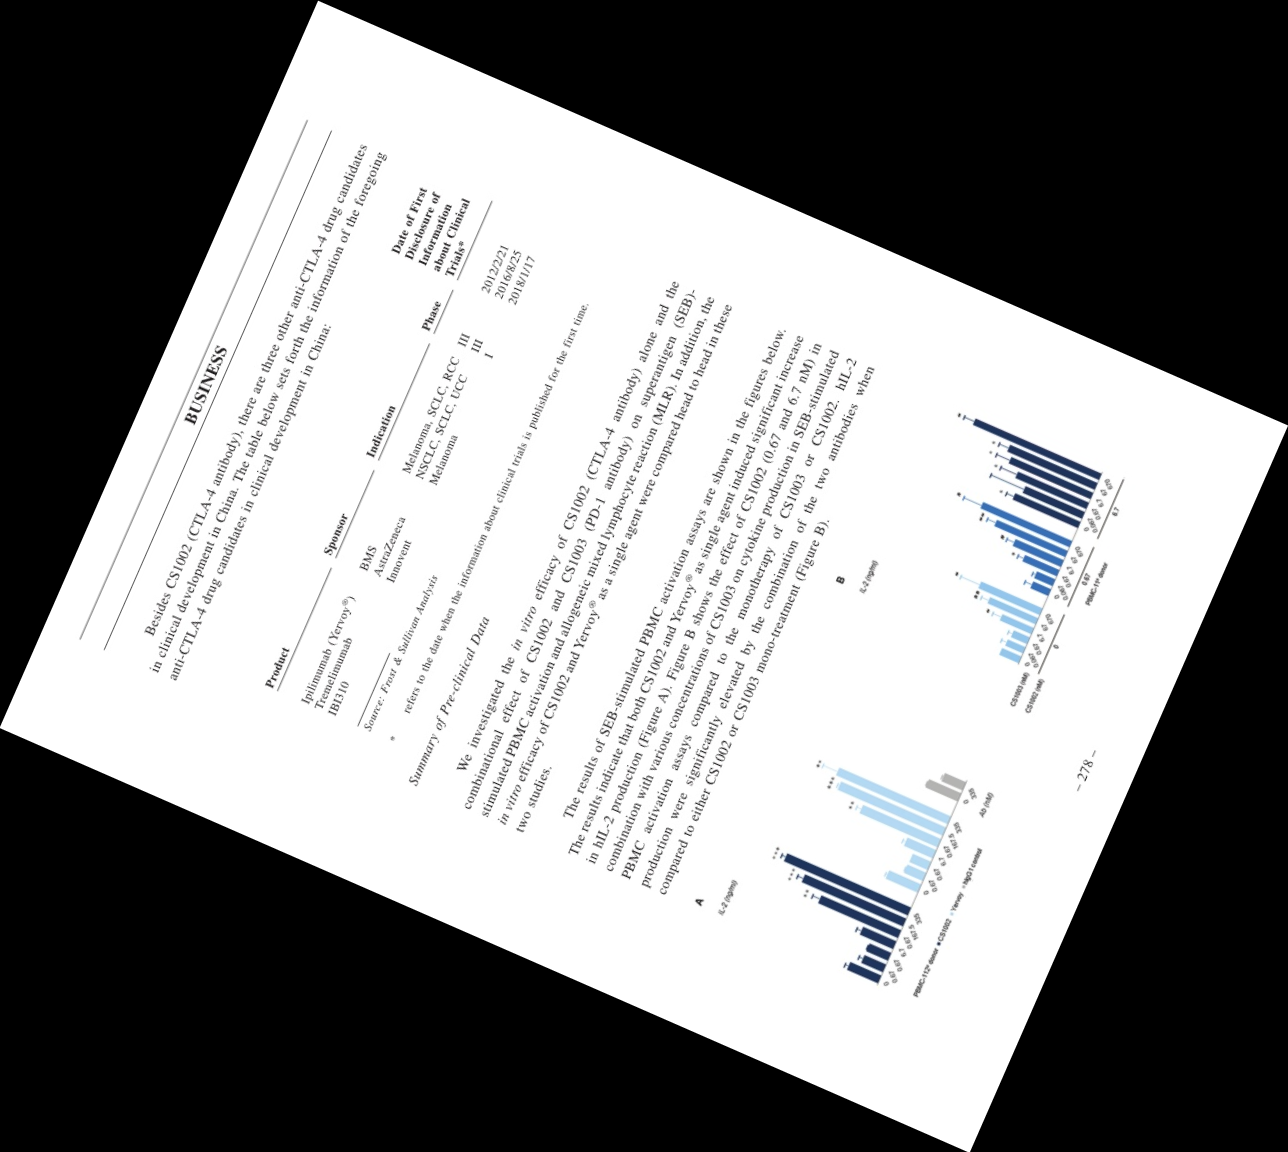 BUSINESS
Besides CS1002 (CTLA-4 antibody), there are three other anti-CTLA-4 drug candidates
in clinical development in China. The table below sets forth the information of the foregoing
anti-CTLA-4 drug candidates in clinical development in China:
Date of First
Disclosure of
Information
about Clinical
Product Sponsor Indication Phase Trials*
Ipilimumab (Yervoy®) BMS Melanoma, SCLC, RCC III 2012/2/21
Tremelimumab AstraZeneca NSCLC, SCLC, UCC III 2016/8/25
IBI310 Innovent Melanoma I 2018/1/17
Source: Frost & Sullivan Analysis
* refers to the date when the information about clinical trials is published for the first time.
Summary of Pre-clinical Data
We investigated the in vitro efficacy of CS1002 (CTLA-4 antibody) alone and the
combinational effect of CS1002 and CS1003 (PD-1 antibody) on superantigen (SEB)-
stimulated PBMC activation and allogeneic mixed lymphocyte reaction (MLR). In addition, the
in vitro efficacy of CS1002 and Yervoy® as a single agent were compared head to head in these
two studies.
The results of SEB-stimulated PBMC activation assays are shown in the figures below.
The results indicate that both CS1002 and Yervoy® as single agent induced significant increase
in hIL-2 production (Figure A). Figure B shows the effect of CS1002 (0.67 and 6.7 nM) in
combination with various concentrations of CS1003 on cytokine production in SEB-stimulated
PBMC activation assays compared to the monotherapy of CS1003 or CS1002. hIL-2
production were significantly elevated by the combination of the two antibodies when
compared to either CS1002 or CS1003 mono-treatment (Figure B).
A
IL-2 (ng/ml)
Ab (nM)
PBMC-112* donor CS1002 Yervoy hIgG1 control
B
IL-2 (ng/ml)
CS1003 (nM)
CS1002 (nM) 0 0.67 6.7
PBMC-11* donor
– 278 –